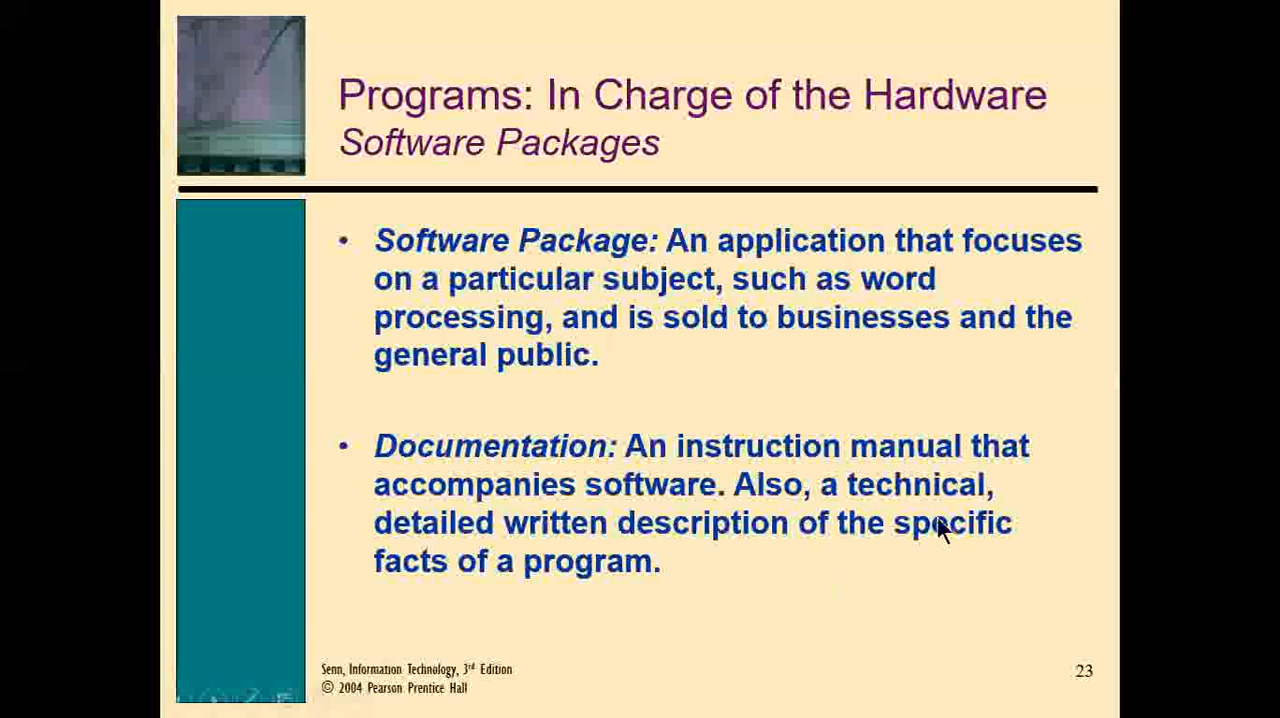 Programs: In Charge of the Hardware
Software Packages
• Software Package: An application that focuses
on a particular subject, such as word
processing, and is sold to businesses and the
general public.
• Documentation: An instruction manual that
accompanies software. Also, a technical,
detailed written description of the specific
facts of a program.
Senn, Information Technology, 3rd Edition
© 2004 Pearson Prentice Hall
23